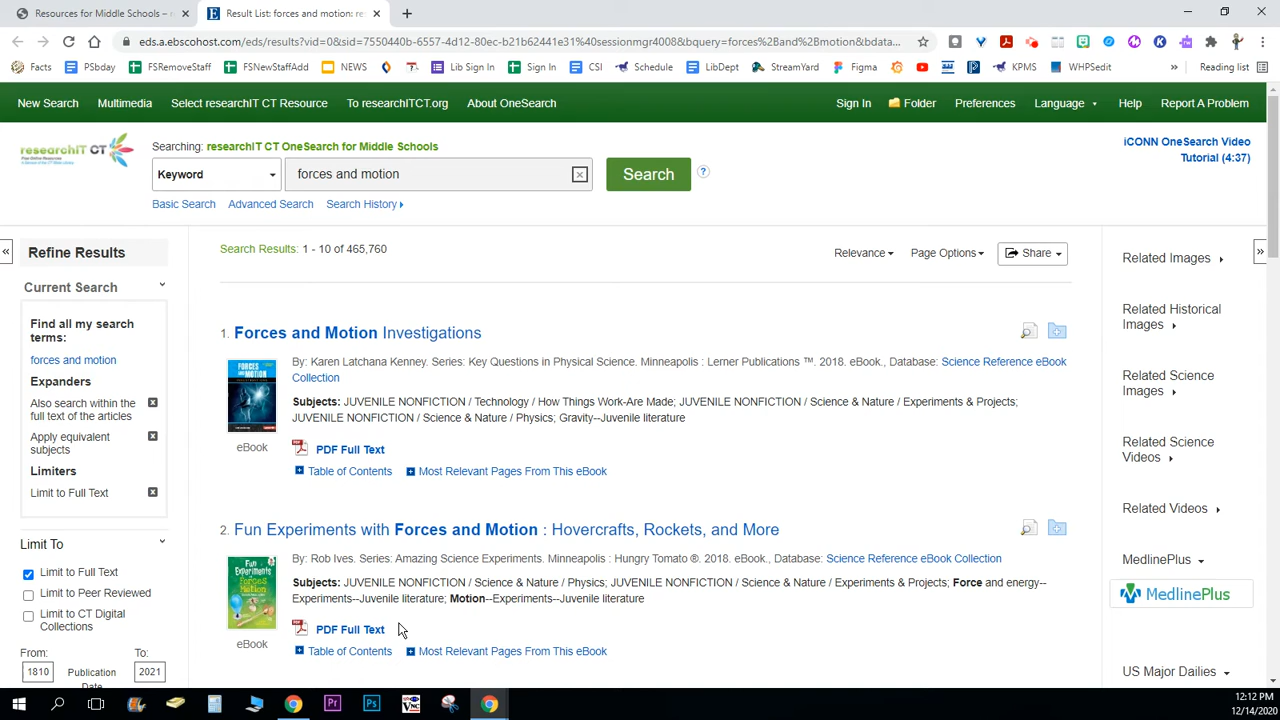 Resources for Middle Schools – r
Result List: forces and motion: re
eds.a.ebscohost.com/eds/results?vid=0&sid=7550440b-6557-4d12-80ec-b21b62441e31%40sessionmgr4008&bquery=forces%2Band%2Bmotion&bdata...
Facts PSbday FSRemoveStaff FSNewStaffAdd NEWS Lib Sign In Sign In CSI Schedule LibDept StreamYard Figma KPMS WHPSedit » Reading list
New Search Multimedia Select researchIT CT Resource To researchITCT.org About OneSearch Sign In Folder Preferences Language Help Report A Problem
researchIT CT
Searching: researchIT CT OneSearch for Middle Schools
iCONN OneSearch Video
Tutorial (4:37)
Keyword forces and motion Search ?
Basic Search Advanced Search Search History
« Refine Results
Search Results: 1 - 10 of 465,760
Relevance Page Options Share
»
Current Search
Find all my search
terms:
forces and motion
Expanders
Also search within the
full text of the articles
Apply equivalent
subjects
Limiters
Limit to Full Text
Limit To
Limit to Full Text
Limit to Peer Reviewed
Limit to CT Digital
Collections
From: To:
1810 Publication 2021
Date
1. Forces and Motion Investigations
By: Karen Latchana Kenney. Series: Key Questions in Physical Science. Minneapolis : Lerner Publications ™. 2018. eBook., Database: Science Reference eBook
Collection
Subjects: JUVENILE NONFICTION / Technology / How Things Work-Are Made; JUVENILE NONFICTION / Science & Nature / Experiments & Projects;
JUVENILE NONFICTION / Science & Nature / Physics; Gravity--Juvenile literature
FORCES AND
MOTION
eBook
PDF Full Text
Table of Contents Most Relevant Pages From This eBook
2. Fun Experiments with Forces and Motion : Hovercrafts, Rockets, and More
By: Rob Ives. Series: Amazing Science Experiments. Minneapolis : Hungry Tomato ®. 2018. eBook., Database: Science Reference eBook Collection
Subjects: JUVENILE NONFICTION / Science & Nature / Physics; JUVENILE NONFICTION / Science & Nature / Experiments & Projects; Force and energy--
Experiments--Juvenile literature; Motion--Experiments--Juvenile literature
Fun
Experiments
with
Forces
Motion
eBook
PDF Full Text
Table of Contents Most Relevant Pages From This eBook
Related Images
Related Historical
Images
Related Science
Images
Related Science
Videos
Related Videos
MedlinePlus
MedlinePlus
US Major Dailies
12:12 PM
12/14/2020